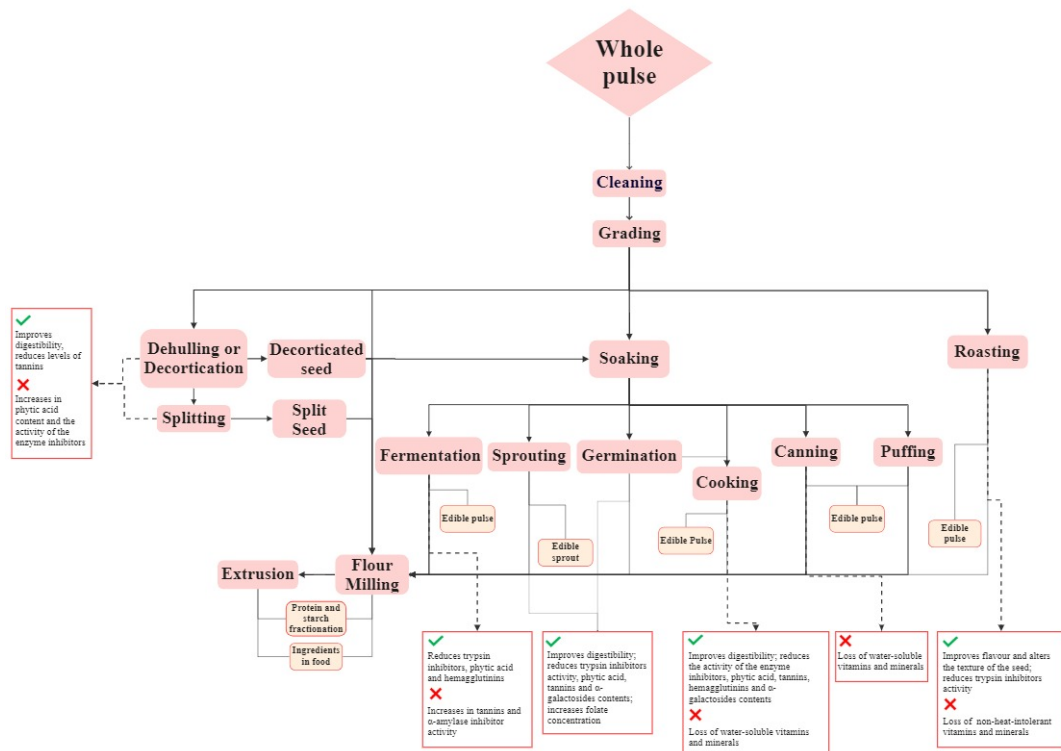 Whole
pulse
Cleaning
Grading
Improves
digestibility,
reduces levels of
tannins
Increases in
phytic acid
content and the
activity of the
enzyme inhibitors
Dehulling or
Decortication
Decorticated
seed
Soaking
Roasting
Splitting
Split
Seed
Fermentation
Sprouting
Germination
Cooking
Canning
Puffing
Edible pulse
Edible
sprout
Edible Pulse
Edible pulse
Edible
pulse
Extrusion
Flour
Milling
Protein and
starch
fractionation
Ingredients
in food
Reduces trypsin
inhibitors, phytic acid
and hemagglutinins
Increases in tannins and
α-amylase inhibitor
activity
Improves digestibility;
reduces trypsin inhibitors
activity, phytic acid,
tannins and α-
galactosides contents;
increases folate
concentration
Improves digestibility; reduces
the activity of the enzyme
inhibitors, phytic acid, tannins,
hemagglutinins and α-
galactosides contents
Loss of water-soluble vitamins
and minerals
Loss of water-soluble
vitamins and minerals
Improves flavour and alters
the texture of the seed;
reduces trypsin inhibitors
activity
Loss of non-heat-intolerant
vitamins and minerals